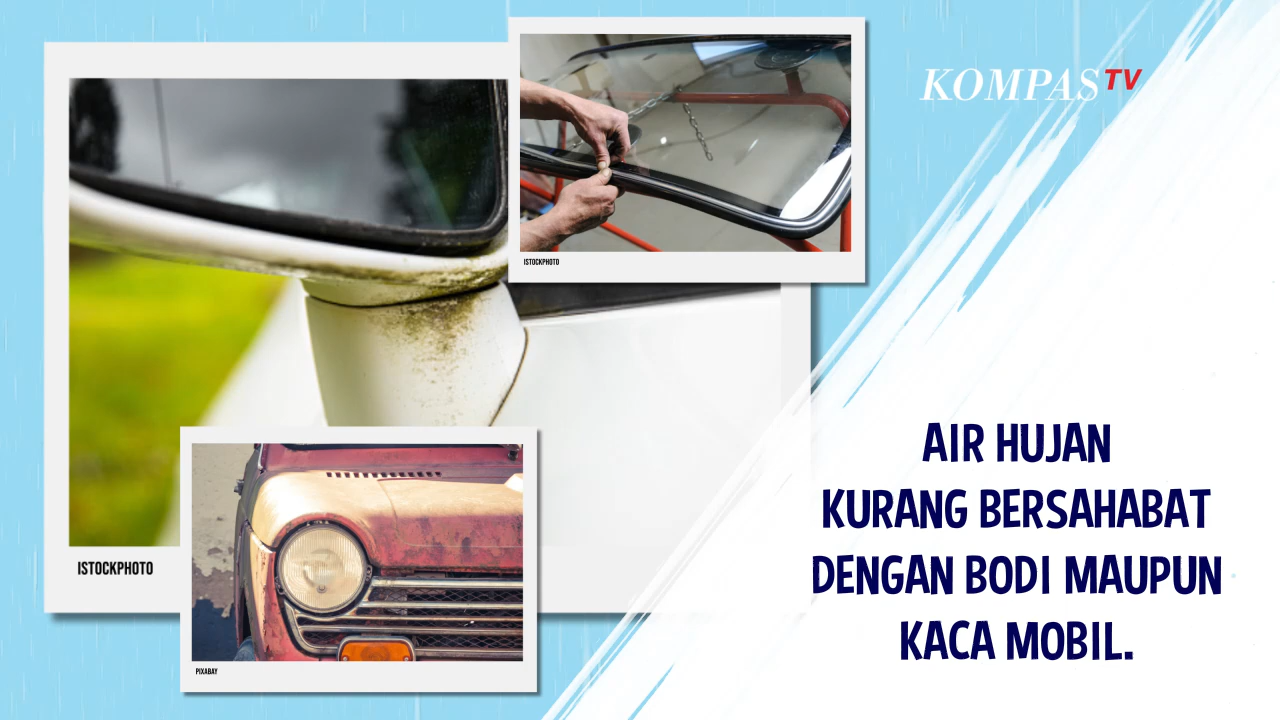 KOMPASTV
ISTOCKPHOTO
ISTOCKPHOTO
PIXABAY
AIR HUJAN
KURANG BERSAHABAT
DENGAN BODI MAUPUN
KACA MOBIL.